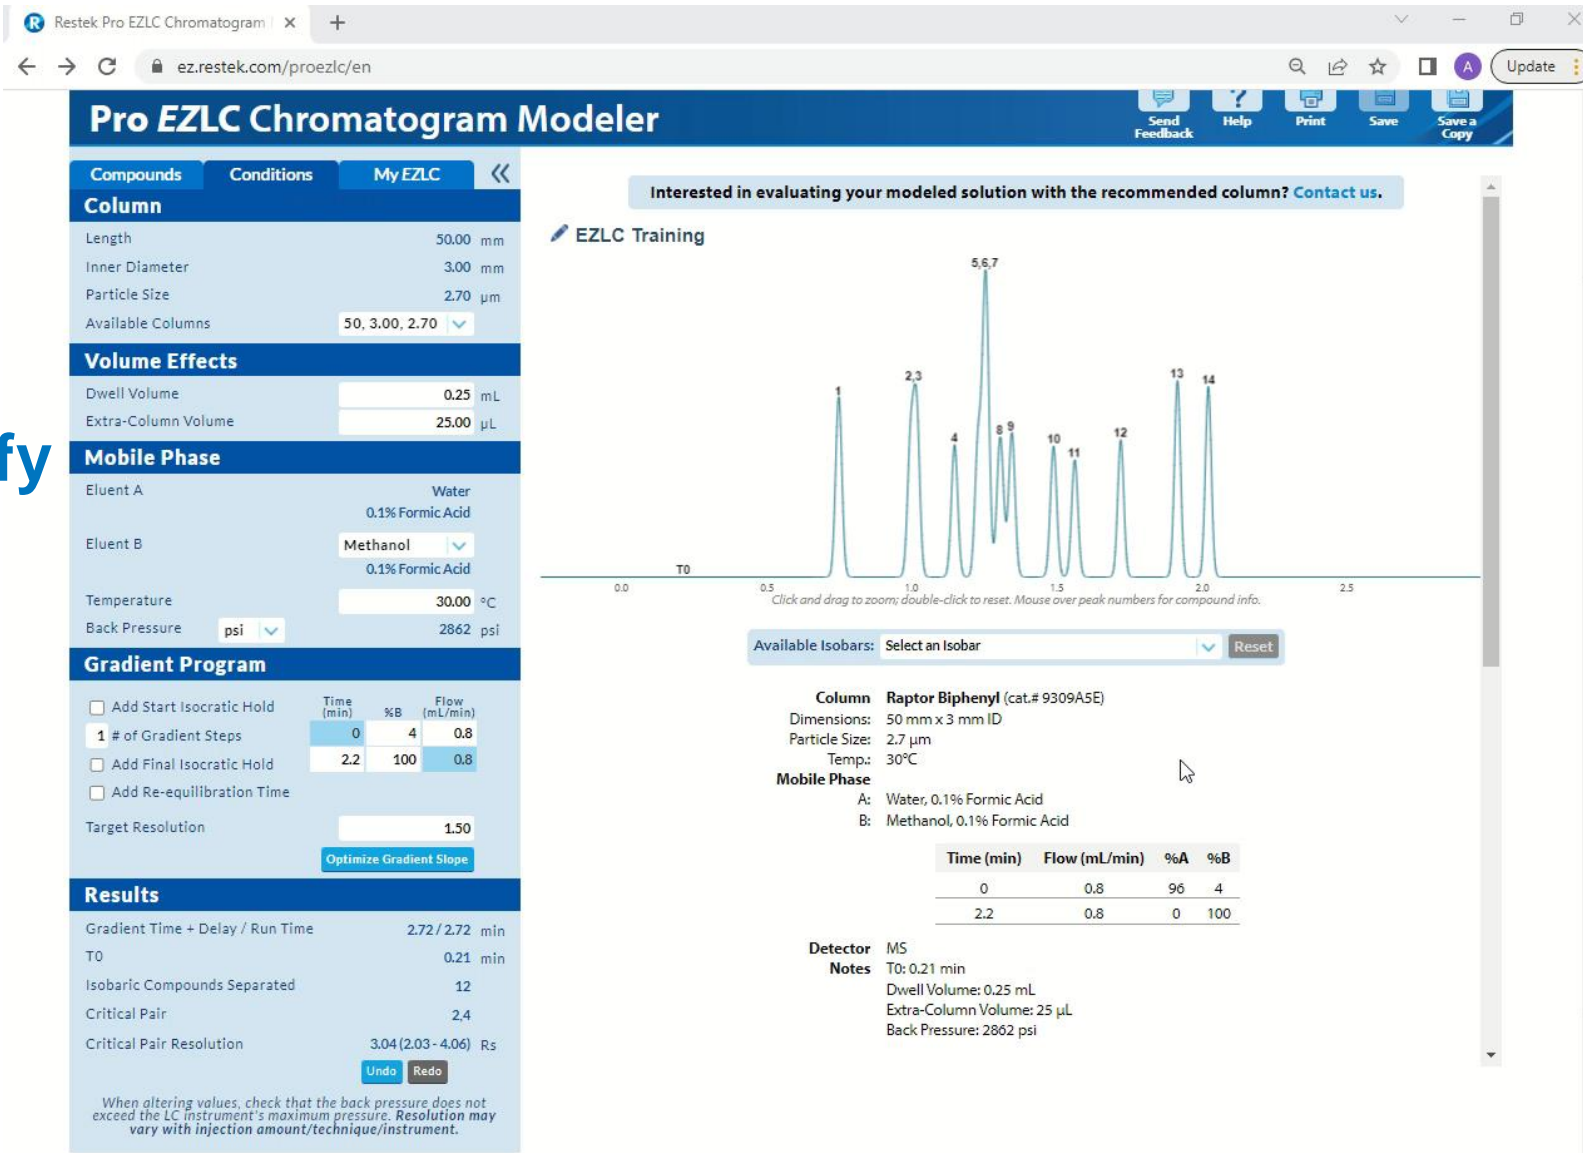 Restek Pro EZLC Chromatogram
ez.restek.com/proezlc/en
A
Update
Pro EZLC Chromatogram Modeler
Send Feedback
Help
Print
Save
Save a Copy
Compounds Conditions My EZLC
Column
Length 50.00 mm
Inner Diameter 3.00 mm
Particle Size 2.70 µm
Available Columns 50, 3.00, 2.70
Volume Effects
Dwell Volume 0.25 mL
Extra-Column Volume 25.00 µL
fy
Mobile Phase
Eluent A Water
0.1% Formic Acid
Eluent B Methanol
0.1% Formic Acid
Temperature 30.00 °C
Back Pressure psi 2862 psi
Gradient Program
Add Start Isocratic Hold
Time (min) %B Flow (mL/min)
1 # of Gradient Steps 0 4 0.8
Add Final Isocratic Hold 2.2 100 0.8
Add Re-equilibration Time
Target Resolution 1.50
Optimize Gradient Slope
Results
Gradient Time + Delay / Run Time 2.72 / 2.72 min
T0 0.21 min
Isobaric Compounds Separated 12
Critical Pair 2,4
Critical Pair Resolution 3.04 (2.03 - 4.06) Rs
Undo Redo
When altering values, check that the back pressure does not
exceed the LC instrument's maximum pressure. Resolution may
vary with injection amount/technique/instrument.
Interested in evaluating your modeled solution with the recommended column? Contact us.
EZLC Training
1
2,3
4
5,6,7
8
9
10
11
12
13
14
T0
0.0 0.5 1.0 1.5 2.0 2.5
Click and drag to zoom; double-click to reset. Mouse over peak numbers for compound info.
Available Isobars: Select an Isobar Reset
Column Raptor Biphenyl (cat.# 9309A5E)
Dimensions: 50 mm x 3 mm ID
Particle Size: 2.7 µm
Temp.: 30°C
Mobile Phase
A: Water, 0.1% Formic Acid
B: Methanol, 0.1% Formic Acid
Time (min) Flow (mL/min) %A %B
0 0.8 96 4
2.2 0.8 0 100
Detector MS
Notes T0: 0.21 min
Dwell Volume: 0.25 mL
Extra-Column Volume: 25 µL
Back Pressure: 2862 psi